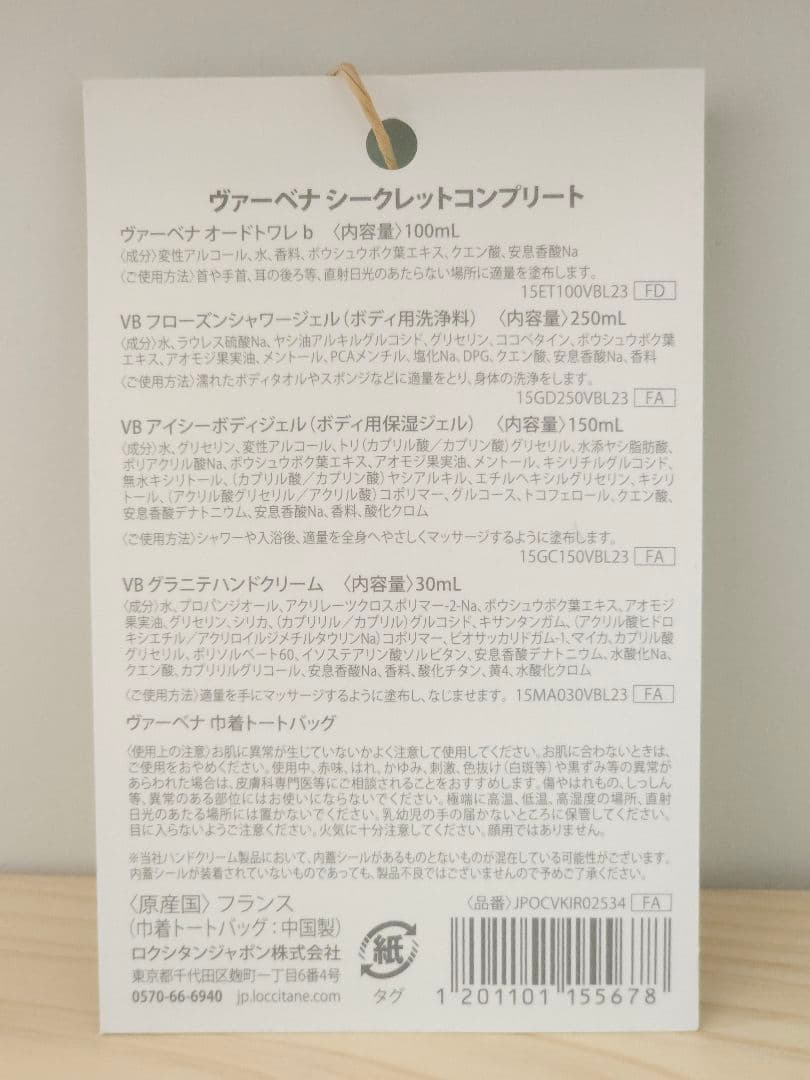 ヴァーベナ シークレットコンプリート
ヴァーベナ オードトワレ b 〈内容量〉100mL
〈成分〉変性アルコール、水、香料、ボウシュウボク葉エキス、クエン酸、安息香酸Na
〈ご使用方法〉首や手首、耳の後ろ等、直射日光のあたらない場所に適量を塗布します。
15ET100VBL23 FD
VB フローズンシャワージェル(ボディ用洗浄料) 〈内容量〉250mL
〈成分〉水、ラウレス硫酸Na、ヤシ油アルキルグルコシド、グリセリン、ココベタイン、ボウシュウボク葉
エキス、アオモジ果実油、メントール、PCAメンチル、塩化Na、DPG、クエン酸、安息香酸Na、香料
〈ご使用方法〉濡れたボディタオルやスポンジなどに適量をとり、身体の洗浄をします。
15GD250VBL23 FA
VB アイシーボディジェル(ボディ用保湿ジェル) 〈内容量〉150mL
〈成分〉水、グリセリン、変性アルコール、トリ(カプリル酸/カプリン酸)グリセリル、水添ヤシ脂肪酸、
ポリアクリル酸Na、ボウシュウボク葉エキス、アオモジ果実油、メントール、キシリチルグルコシド、
無水キシリトール、(カプリル酸/カプリン酸)ヤシアルキル、エチルヘキシルグリセリン、キシリ
トール、(アクリル酸グリセリル/アクリル酸)コポリマー、グルコース、トコフェロール、クエン酸、
安息香酸デナトニウム、安息香酸Na、香料、酸化クロム
〈ご使用方法〉シャワーや入浴後、適量を全身へやさしくマッサージするように塗布します。
15GC150VBL23 FA
VB グラニテハンドクリーム 〈内容量〉30mL
〈成分〉水、プロパンジオール、アクリレーツクロスポリマー-2-Na、ボウシュウボク葉エキス、アオモジ
果実油、グリセリン、シリカ、(カプリリル/カプリル)グルコシド、キサンタンガム、(アクリル酸ヒドロ
キシエチル/アクリロイルジメチルタウリンNa)コポリマー、ビオサッカリドガム-1、マイカ、カプリル酸
グリセリル、ポリソルベート60、イソステアリン酸ソルビタン、安息香酸デナトニウム、水酸化Na、
クエン酸、カプリリルグリコール、安息香酸Na、香料、酸化チタン、黄4、水酸化クロム
〈ご使用方法〉適量を手にマッサージするように塗布し、なじませます。 15MA030VBL23 FA
ヴァーベナ 巾着トートバッグ
〈使用上の注意〉お肌に異常が生じていないかよく注意して使用してください。お肌に合わないときは、
ご使用をおやめください。使用中、赤味、はれ、かゆみ、刺激、色抜け(白斑等)や黒ずみ等の異常が
あらわれた場合は、皮膚科専門医等にご相談されることをおすすめします。傷やはれもの、しっしん
等、異常のある部位にはお使いにならないでください。極端に高温、低温、高湿度の場所、直射
日光のあたる場所には置かないでください。乳幼児の手の届かないところに保管してください。
目に入らないようご注意ください。火気に十分注意してください。顔用ではありません。
※当社ハンドクリーム製品において、内蓋シールがあるものとないものが混在している可能性がございます。
内蓋シールが装着されていないものであっても、製品不良ではございませんので予めご了承ください。
〈原産国〉フランス
(巾着トートバッグ:中国製)
ロクシタンジャポン株式会社
東京都千代田区麹町一丁目6番4号
0570-66-6940 jp.loccitane.com
紙
タグ
〈品番〉JPOCVKIR02534 FA
1 201101 155678